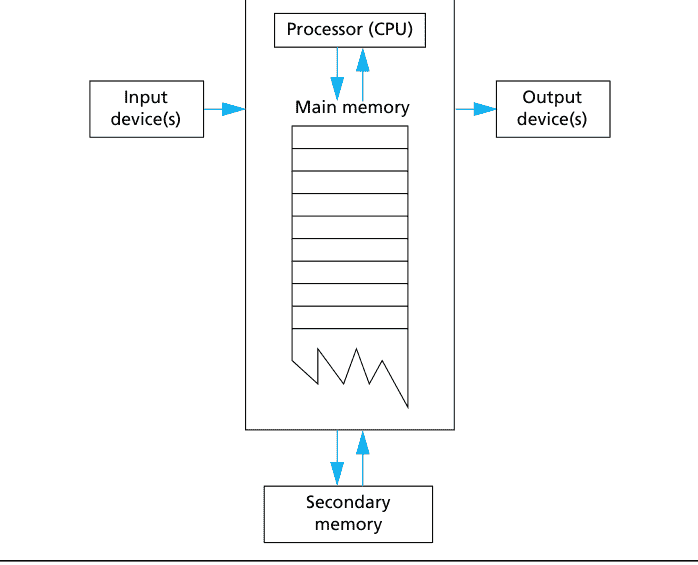 Processor (CPU)
Main memory
Input
device(s)
Output
device(s)
Secondary
memory